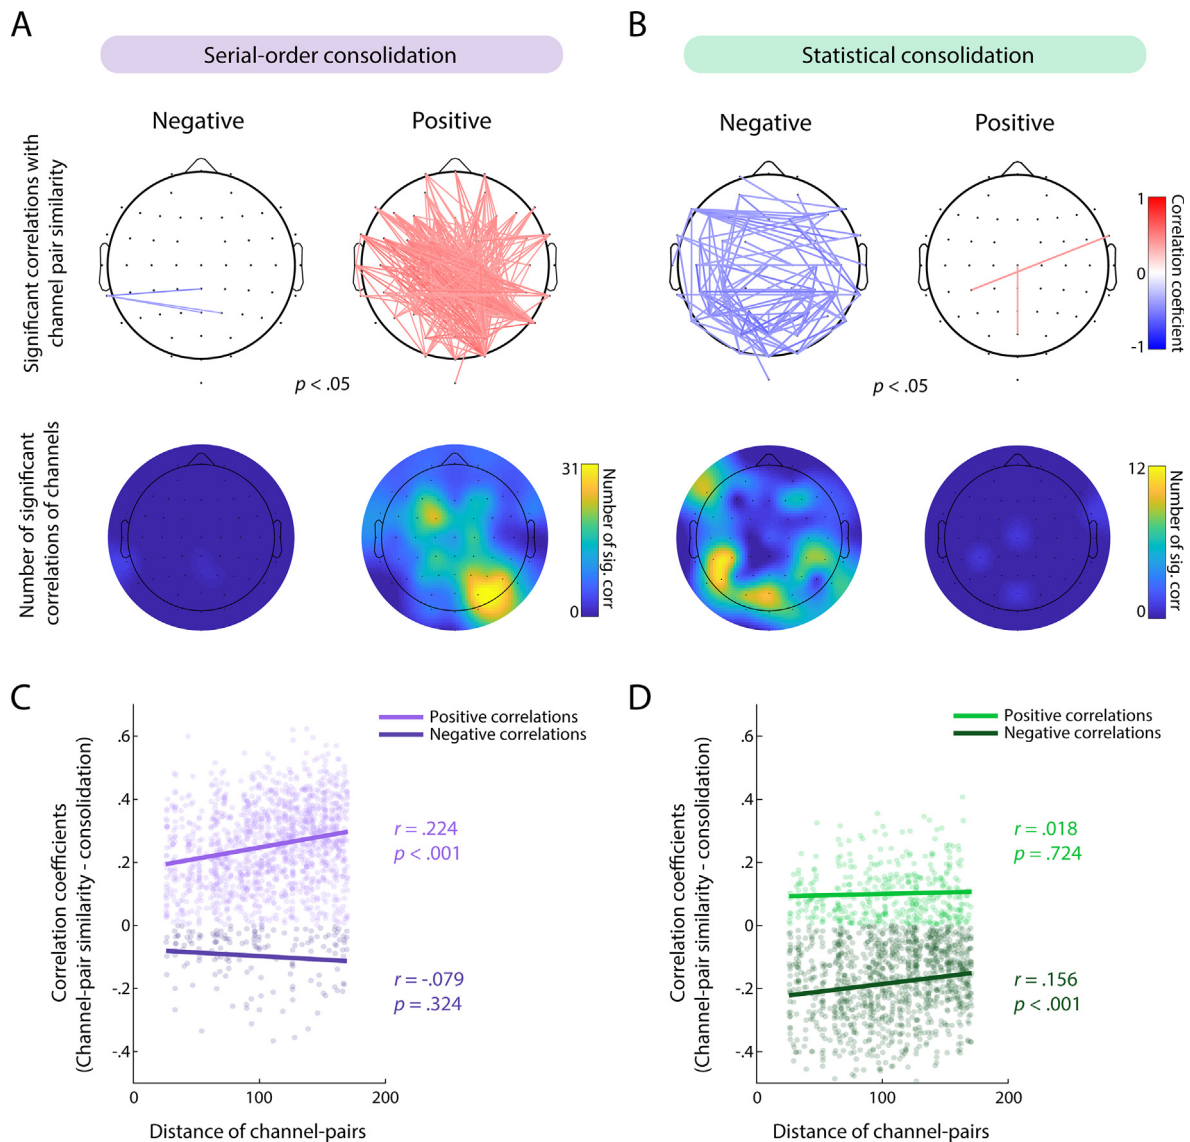 A
B
Serial-order consolidation
Statistical consolidation
Negative
Positive
Negative
Positive
Significant correlations with
channel pair similarity
p < .05
p < .05
1
0
-1
Correlation coeficient
Number of significant
correlations of channels
31
0
Number of sig. corr
12
0
Number of sig. corr
C
D
Positive correlations
Negative correlations
Positive correlations
Negative correlations
Correlation coefficients
(Channel-pair similarity - consolidation)
.6
.4
.2
0
-.2
-.4
r = .224
p < .001
r = -.079
p = .324
0
100
200
Distance of channel-pairs
Correlation coefficients
(Channel-pair similarity - consolidation)
.6
.4
.2
0
-.2
-.4
r = .018
p = .724
r = .156
p < .001
0
100
200
Distance of channel-pairs